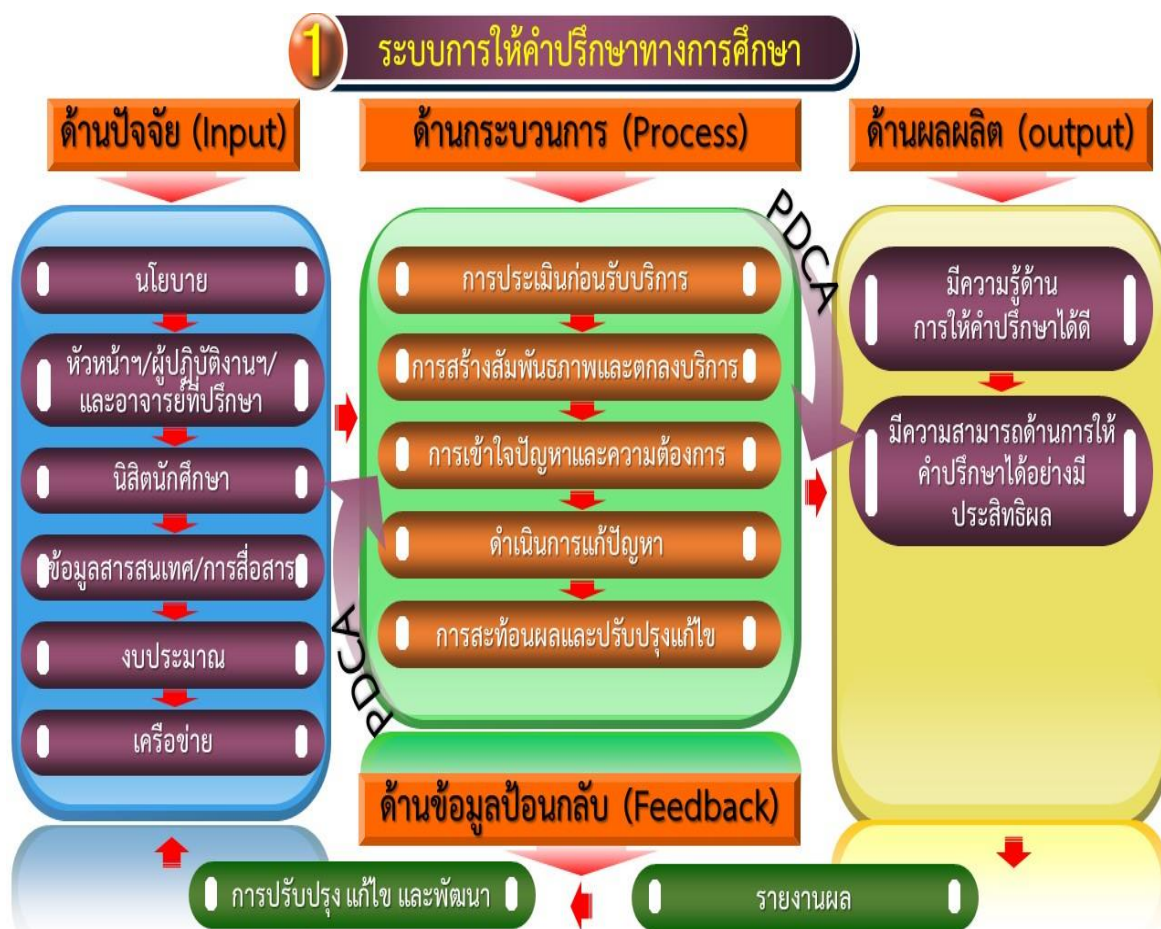 1 ระบบการให้คำปรึกษาทางการศึกษา
ด้านปัจจัย (Input)
นโยบาย
หัวหน้าฯ/ผู้ปฏิบัติงานฯ/
และอาจารย์ที่ปรึกษา
นิสิตนักศึกษา
ข้อมูลสารสนเทศ/การสื่อสาร
งบประมาณ
เครือข่าย
ด้านกระบวนการ (Process)
การประเมินก่อนรับบริการ
การสร้างสัมพันธภาพและตกลงบริการ
การเข้าใจปัญหาและความต้องการ
ดำเนินการแก้ปัญหา
การสะท้อนผลและปรับปรุงแก้ไข
PDCA
PDCA
ด้านผลผลิต (output)
มีความรู้ด้าน
การให้คำปรึกษาได้ดี
มีความสามารถด้านการให้
คำปรึกษาได้อย่างมี
ประสิทธิผล
ด้านข้อมูลป้อนกลับ (Feedback)
การปรับปรุง แก้ไข และพัฒนา
รายงานผล